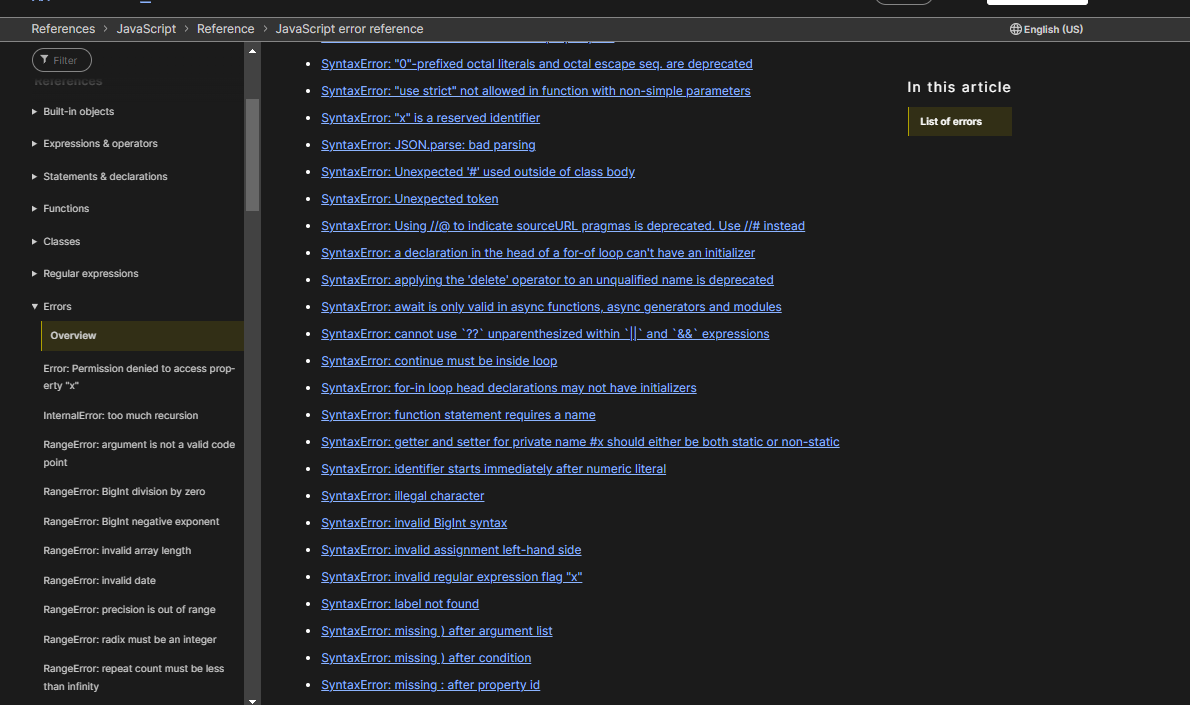 References > JavaScript > Reference > JavaScript error reference
English (US)
Filter
References
Built-in objects
Expressions & operators
Statements & declarations
Functions
Classes
Regular expressions
Errors
Overview
Error: Permission denied to access prop-
erty "x"
InternalError: too much recursion
RangeError: argument is not a valid code
point
RangeError: BigInt division by zero
RangeError: BigInt negative exponent
RangeError: invalid array length
RangeError: invalid date
RangeError: precision is out of range
RangeError: radix must be an integer
RangeError: repeat count must be less
than infinity
SyntaxError: "0"-prefixed octal literals and octal escape seq. are deprecated
SyntaxError: "use strict" not allowed in function with non-simple parameters
SyntaxError: "x" is a reserved identifier
SyntaxError: JSON.parse: bad parsing
SyntaxError: Unexpected '#' used outside of class body
SyntaxError: Unexpected token
SyntaxError: Using //@ to indicate sourceURL pragmas is deprecated. Use //# instead
SyntaxError: a declaration in the head of a for-of loop can't have an initializer
SyntaxError: applying the 'delete' operator to an unqualified name is deprecated
SyntaxError: await is only valid in async functions, async generators and modules
SyntaxError: cannot use `??` unparenthesized within `||` and `&&` expressions
SyntaxError: continue must be inside loop
SyntaxError: for-in loop head declarations may not have initializers
SyntaxError: function statement requires a name
SyntaxError: getter and setter for private name #x should either be both static or non-static
SyntaxError: identifier starts immediately after numeric literal
SyntaxError: illegal character
SyntaxError: invalid BigInt syntax
SyntaxError: invalid assignment left-hand side
SyntaxError: invalid regular expression flag "x"
SyntaxError: label not found
SyntaxError: missing ) after argument list
SyntaxError: missing ) after condition
SyntaxError: missing : after property id
In this article
List of errors